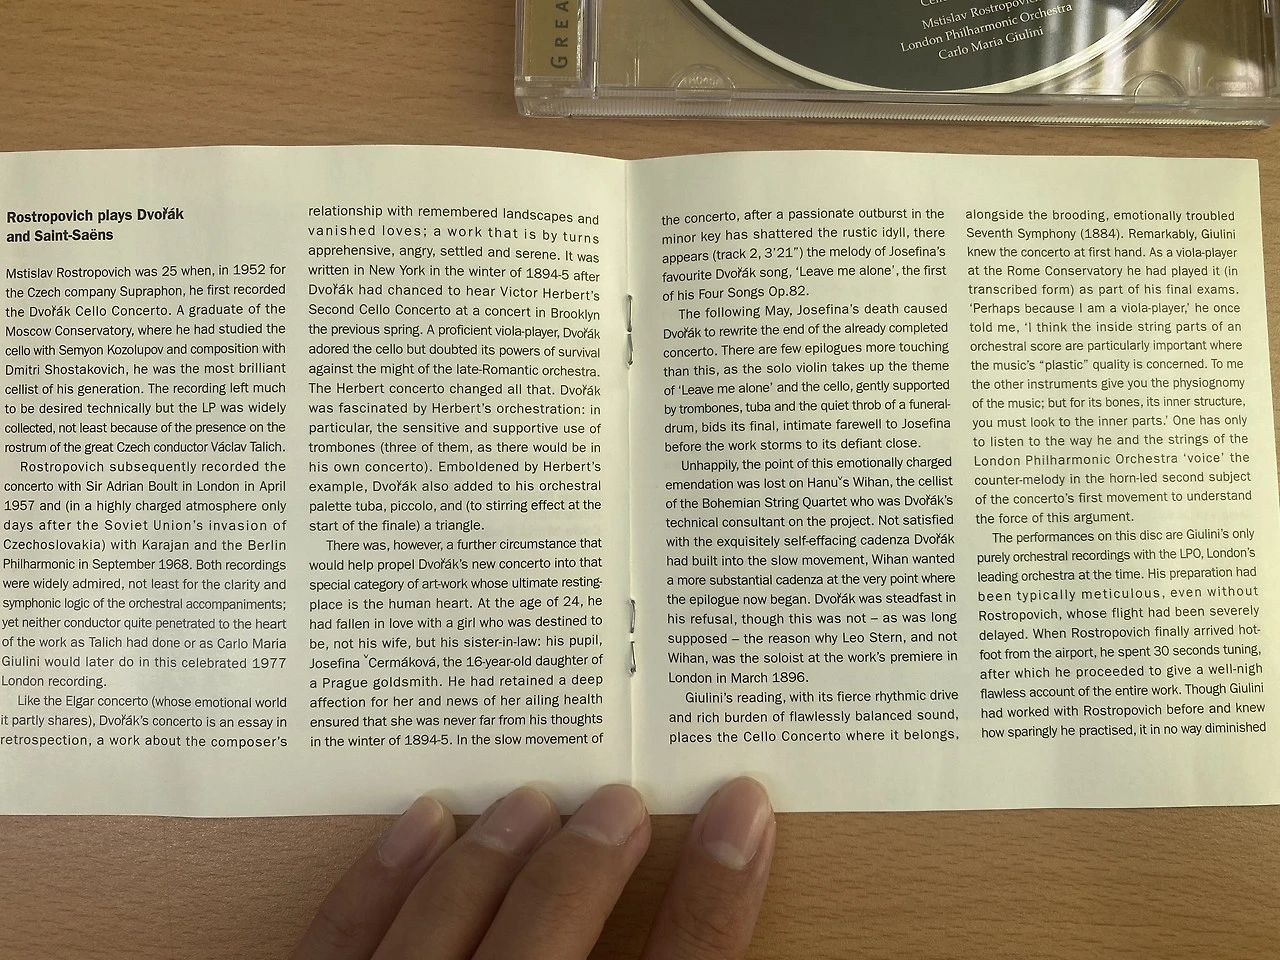 GREA
Mstislav Rostropovich
London Philharmonic Orchestra
Carlo Maria Giulini
Rostropovich plays Dvořák
and Saint-Saëns
Mstislav Rostropovich was 25 when, in 1952 for
the Czech company Supraphon, he first recorded
the Dvořák Cello Concerto. A graduate of the
Moscow Conservatory, where he had studied the
cello with Semyon Kozolupov and composition with
Dmitri Shostakovich, he was the most brilliant
cellist of his generation. The recording left much
to be desired technically but the LP was widely
collected, not least because of the presence on the
rostrum of the great Czech conductor Václav Talich.
Rostropovich subsequently recorded the
concerto with Sir Adrian Boult in London in April
1957 and (in a highly charged atmosphere only
days after the Soviet Union's invasion of
Czechoslovakia) with Karajan and the Berlin
Philharmonic in September 1968. Both recordings
were widely admired, not least for the clarity and
symphonic logic of the orchestral accompaniments;
yet neither conductor quite penetrated to the heart
of the work as Talich had done or as Carlo Maria
Giulini would later do in this celebrated 1977
London recording.
Like the Elgar concerto (whose emotional world
it partly shares), Dvořák's concerto is an essay in
retrospection, a work about the composer's
relationship with remembered landscapes and
vanished loves; a work that is by turns
apprehensive, angry, settled and serene. It was
written in New York in the winter of 1894-5 after
Dvořák had chanced to hear Victor Herbert's
Second Cello Concerto at a concert in Brooklyn
the previous spring. A proficient viola-player, Dvořák
adored the cello but doubted its powers of survival
against the might of the late-Romantic orchestra.
The Herbert concerto changed all that. Dvořák
was fascinated by Herbert's orchestration: in
particular, the sensitive and supportive use of
trombones (three of them, as there would be in
his own concerto). Emboldened by Herbert's
example, Dvořák also added to his orchestral
palette tuba, piccolo, and (to stirring effect at the
start of the finale) a triangle.
There was, however, a further circumstance that
would help propel Dvořák's new concerto into that
special category of art-work whose ultimate resting-
place is the human heart. At the age of 24, he
had fallen in love with a girl who was destined to
be, not his wife, but his sister-in-law: his pupil,
Josefina ˇCermáková, the 16-year-old daughter of
a Prague goldsmith. He had retained a deep
affection for her and news of her ailing health
ensured that she was never far from his thoughts
in the winter of 1894-5. In the slow movement of
the concerto, after a passionate outburst in the
minor key has shattered the rustic idyll, there
appears (track 2, 3'21") the melody of Josefina's
favourite Dvořák song, 'Leave me alone', the first
of his Four Songs Op.82.
The following May, Josefina's death caused
Dvořák to rewrite the end of the already completed
concerto. There are few epilogues more touching
than this, as the solo violin takes up the theme
of 'Leave me alone' and the cello, gently supported
by trombones, tuba and the quiet throb of a funeral-
drum, bids its final, intimate farewell to Josefina
before the work storms to its defiant close.
Unhappily, the point of this emotionally charged
emendation was lost on Hanuˇs Wihan, the cellist
of the Bohemian String Quartet who was Dvořák's
technical consultant on the project. Not satisfied
with the exquisitely self-effacing cadenza Dvořák
had built into the slow movement, Wihan wanted
a more substantial cadenza at the very point where
the epilogue now began. Dvořák was steadfast in
his refusal, though this was not – as was long
supposed – the reason why Leo Stern, and not
Wihan, was the soloist at the work's premiere in
London in March 1896.
Giulini's reading, with its fierce rhythmic drive
and rich burden of flawlessly balanced sound,
places the Cello Concerto where it belongs,
alongside the brooding, emotionally troubled
Seventh Symphony (1884). Remarkably, Giulini
knew the concerto at first hand. As a viola-player
at the Rome Conservatory he had played it (in
transcribed form) as part of his final exams.
'Perhaps because I am a viola-player,' he once
told me, 'I think the inside string parts of an
orchestral score are particularly important where
the music's "plastic" quality is concerned. To me
the other instruments give you the physiognomy
of the music; but for its bones, its inner structure,
you must look to the inner parts.' One has only
to listen to the way he and the strings of the
London Philharmonic Orchestra 'voice' the
counter-melody in the horn-led second subject
of the concerto's first movement to understand
the force of this argument.
The performances on this disc are Giulini's only
purely orchestral recordings with the LPO, London's
leading orchestra at the time. His preparation had
been typically meticulous, even without
Rostropovich, whose flight had been severely
delayed. When Rostropovich finally arrived hot-
foot from the airport, he spent 30 seconds tuning,
after which he proceeded to give a well-nigh
flawless account of the entire work. Though Giulini
had worked with Rostropovich before and knew
how sparingly he practised, it in no way diminished